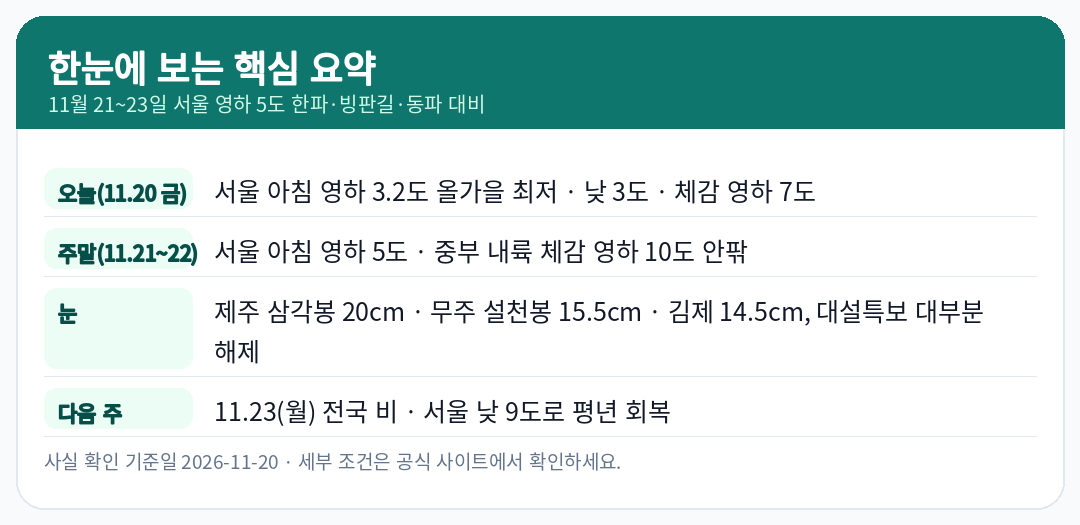 한눈에 보는 핵심 요약
11월 21~23일 서울 영하 5도 한파·빙판길·동파 대비
오늘(11.20 금) 서울 아침 영하 3.2도 올가을 최저 · 낮 3도 · 체감 영하 7도
주말(11.21~22) 서울 아침 영하 5도 · 중부 내륙 체감 영하 10도 안팎
눈 제주 삼각봉 20cm · 무주 설천봉 15.5cm · 김제 14.5cm, 대설특보 대부분
해제
다음 주 11.23(월) 전국 비 · 서울 낮 9도로 평년 회복
사실 확인 기준일 2026-11-20 · 세부 조건은 공식 사이트에서 확인하세요.